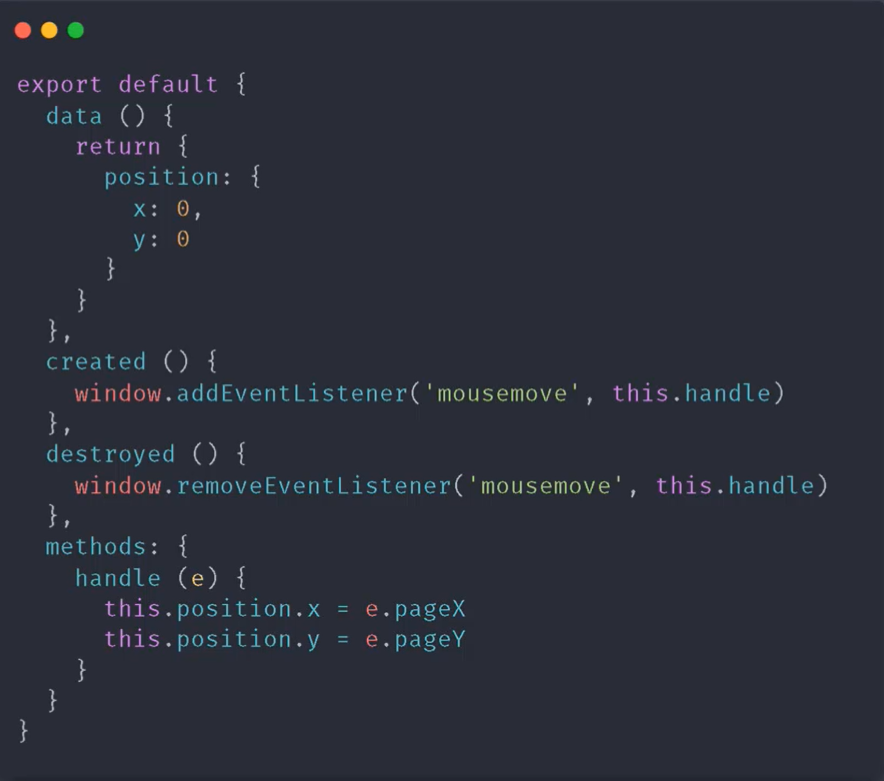 export default {
  data () {
    return {
      position: {
        x: 0,
        y: 0
      }
    }
  },
  created () {
    window.addEventListener('mousemove', this.handle)
  },
  destroyed () {
    window.removeEventListener('mousemove', this.handle)
  },
  methods: {
    handle (e) {
      this.position.x = e.pageX
      this.position.y = e.pageY
    }
  }
}